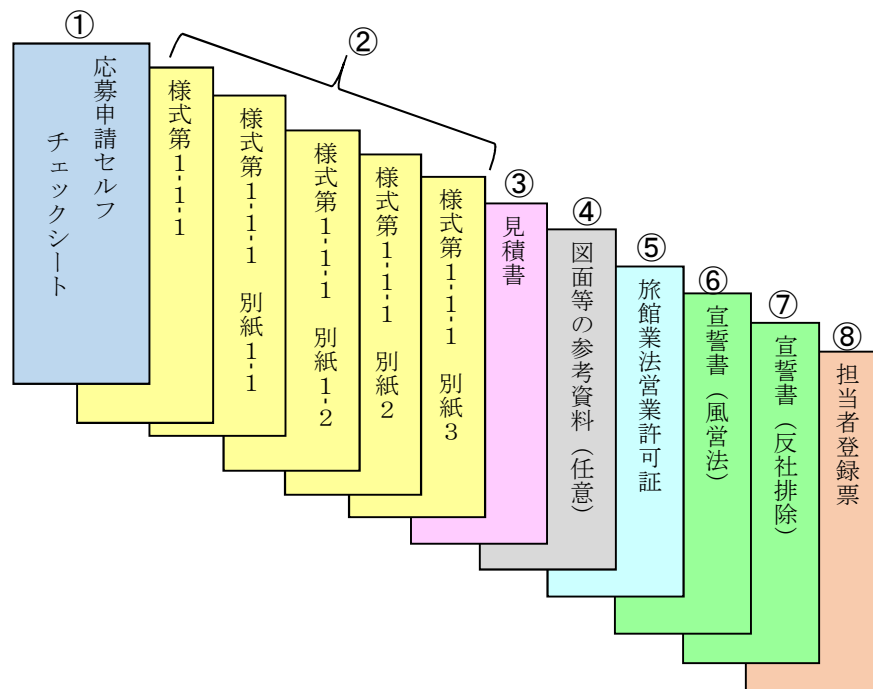 ①
応募申請セルフ
チェックシート
②
様式第1-1-1
様式第1-1-1 別紙1-1
様式第1-1-1 別紙1-2
様式第1-1-1 別紙2
様式第1-1-1 別紙3
③
見積書
④
図面等の参考資料（任意）
⑤
旅館業法営業許可証
⑥
宣誓書（風営法）
⑦
宣誓書（反社排除）
⑧
担当者登録票